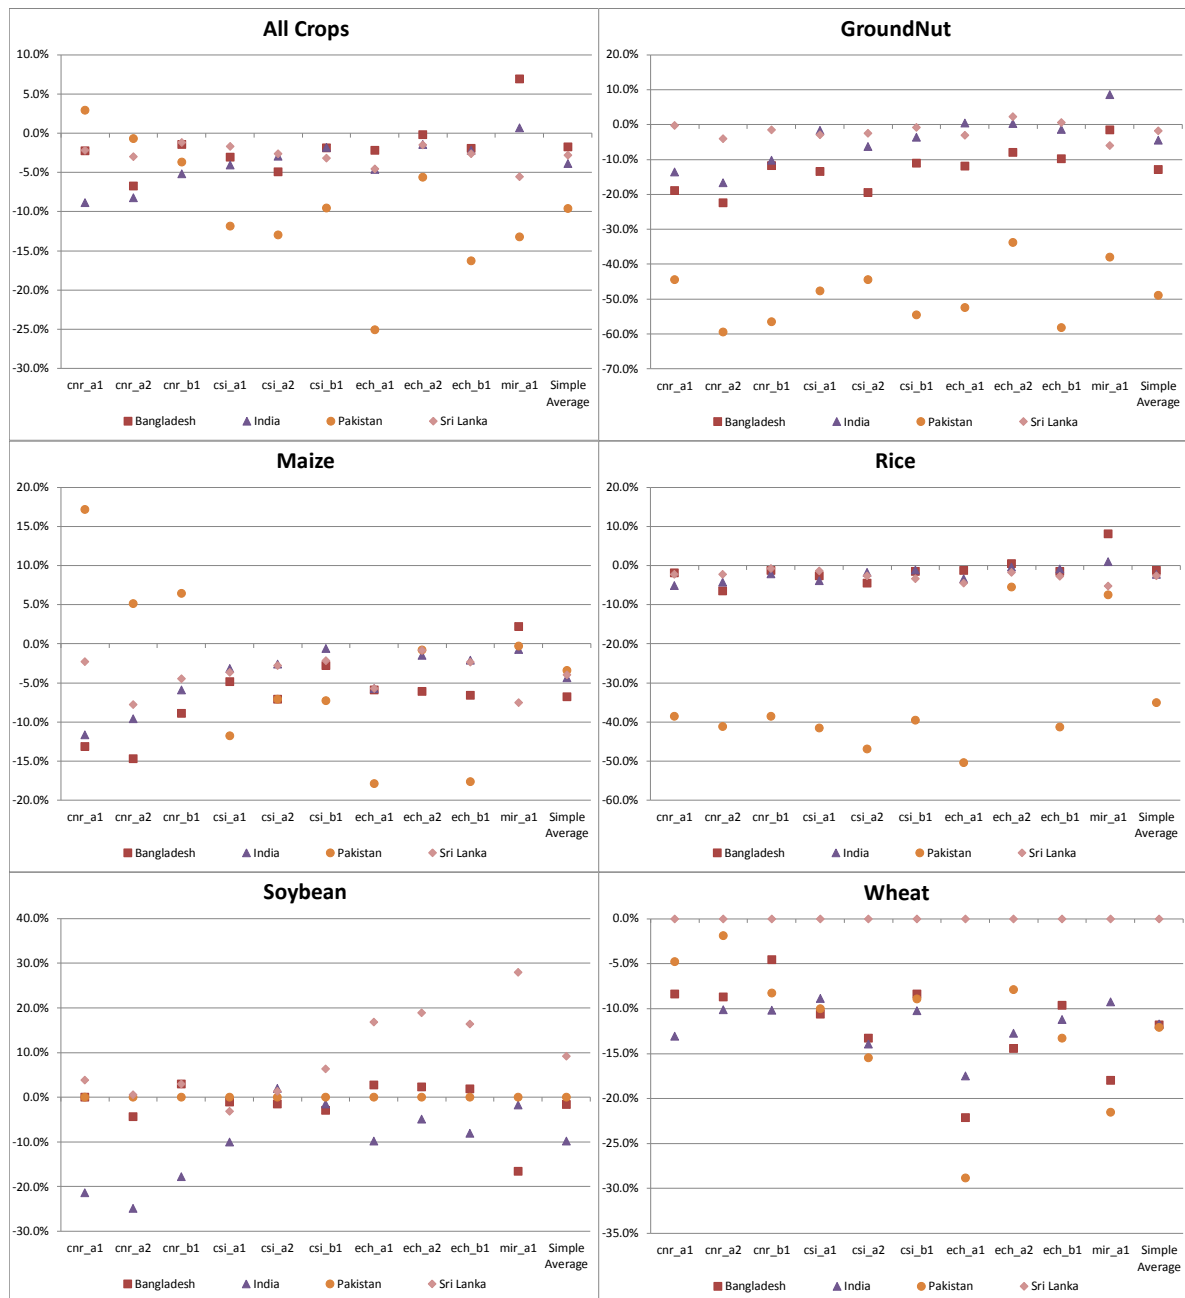 All Crops
10.0%
5.0%
0.0%
-5.0%
-10.0%
-15.0%
-20.0%
-25.0%
-30.0%
cnr_a1 cnr_a2 cnr_b1 csi_a1 csi_a2 csi_b1 ech_a1 ech_a2 ech_b1 mir_a1 Simple
Average
Bangladesh India Pakistan Sri Lanka
GroundNut
20.0%
10.0%
0.0%
-10.0%
-20.0%
-30.0%
-40.0%
-50.0%
-60.0%
-70.0%
cnr_a1 cnr_a2 cnr_b1 csi_a1 csi_a2 csi_b1 ech_a1 ech_a2 ech_b1 mir_a1 Simple
Average
Bangladesh India Pakistan Sri Lanka
Maize
20.0%
15.0%
10.0%
5.0%
0.0%
-5.0%
-10.0%
-15.0%
-20.0%
cnr_a1 cnr_a2 cnr_b1 csi_a1 csi_a2 csi_b1 ech_a1 ech_a2 ech_b1 mir_a1 Simple
Average
Bangladesh India Pakistan Sri Lanka
Rice
20.0%
10.0%
0.0%
-10.0%
-20.0%
-30.0%
-40.0%
-50.0%
-60.0%
cnr_a1 cnr_a2 cnr_b1 csi_a1 csi_a2 csi_b1 ech_a1 ech_a2 ech_b1 mir_a1 Simple
Average
Bangladesh India Pakistan Sri Lanka
Soybean
40.0%
30.0%
20.0%
10.0%
0.0%
-10.0%
-20.0%
-30.0%
cnr_a1 cnr_a2 cnr_b1 csi_a1 csi_a2 csi_b1 ech_a1 ech_a2 ech_b1 mir_a1 Simple
Average
Bangladesh India Pakistan Sri Lanka
Wheat
0.0%
-5.0%
-10.0%
-15.0%
-20.0%
-25.0%
-30.0%
-35.0%
cnr_a1 cnr_a2 cnr_b1 csi_a1 csi_a2 csi_b1 ech_a1 ech_a2 ech_b1 mir_a1 Simple
Average
Bangladesh India Pakistan Sri Lanka